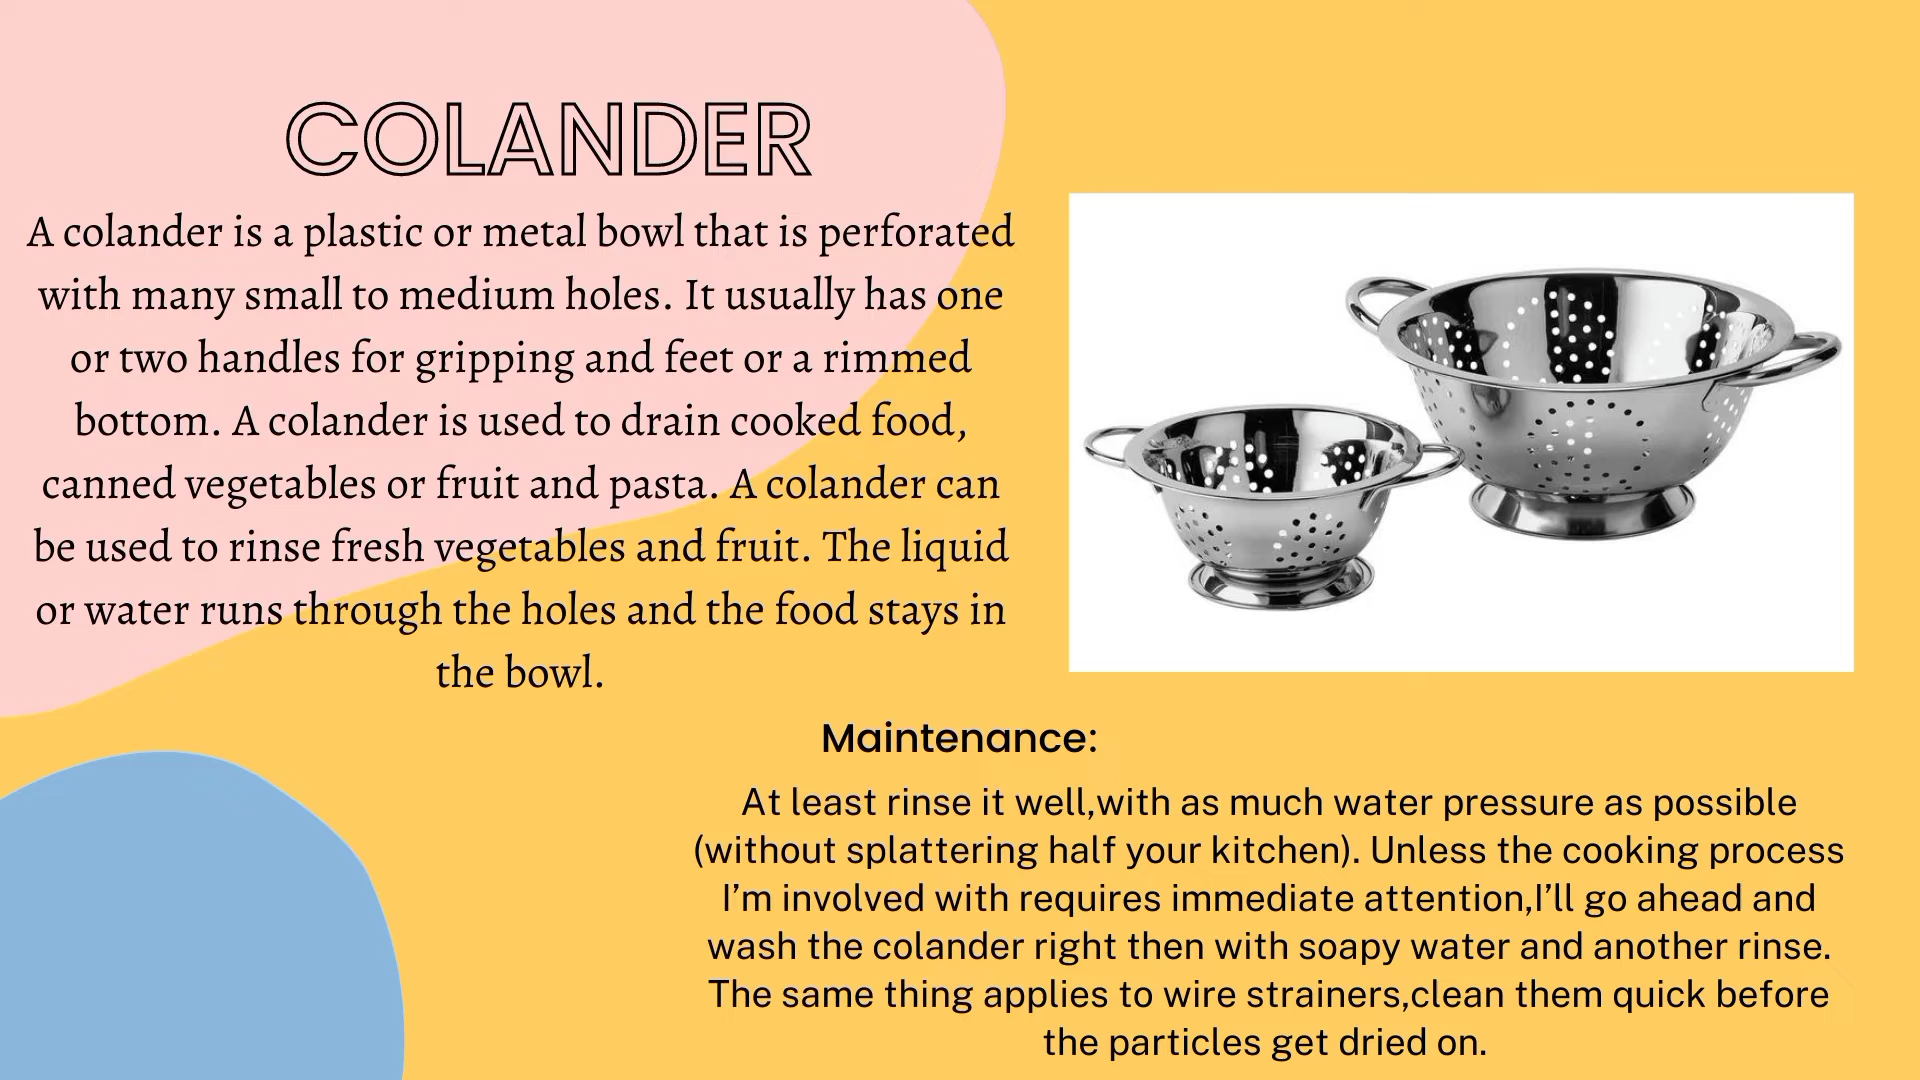 COLANDER
A colander is a plastic or metal bowl that is perforated
with many small to medium holes. It usually has one
or two handles for gripping and feet or a rimmed
bottom. A colander is used to drain cooked food,
canned vegetables or fruit and pasta. A colander can
be used to rinse fresh vegetables and fruit. The liquid
or water runs through the holes and the food stays in
the bowl.
Maintenance:
At least rinse it well,with as much water pressure as possible
(without splattering half your kitchen). Unless the cooking process
I’m involved with requires immediate attention,I’ll go ahead and
wash the colander right then with soapy water and another rinse.
The same thing applies to wire strainers,clean them quick before
the particles get dried on.